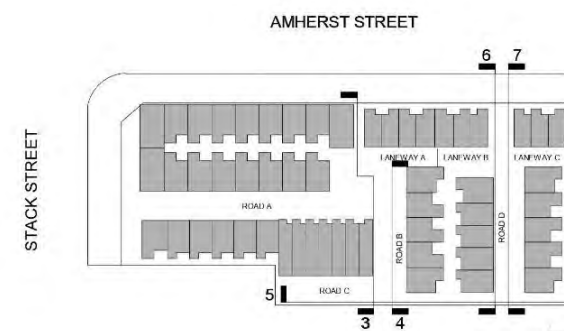 AMHERST STREET
6 7
STACK STREET
LANEWAY A
LANEWAY B
LANEWAY C
ROAD A
ROAD B
ROAD D
5
ROAD C
3 4